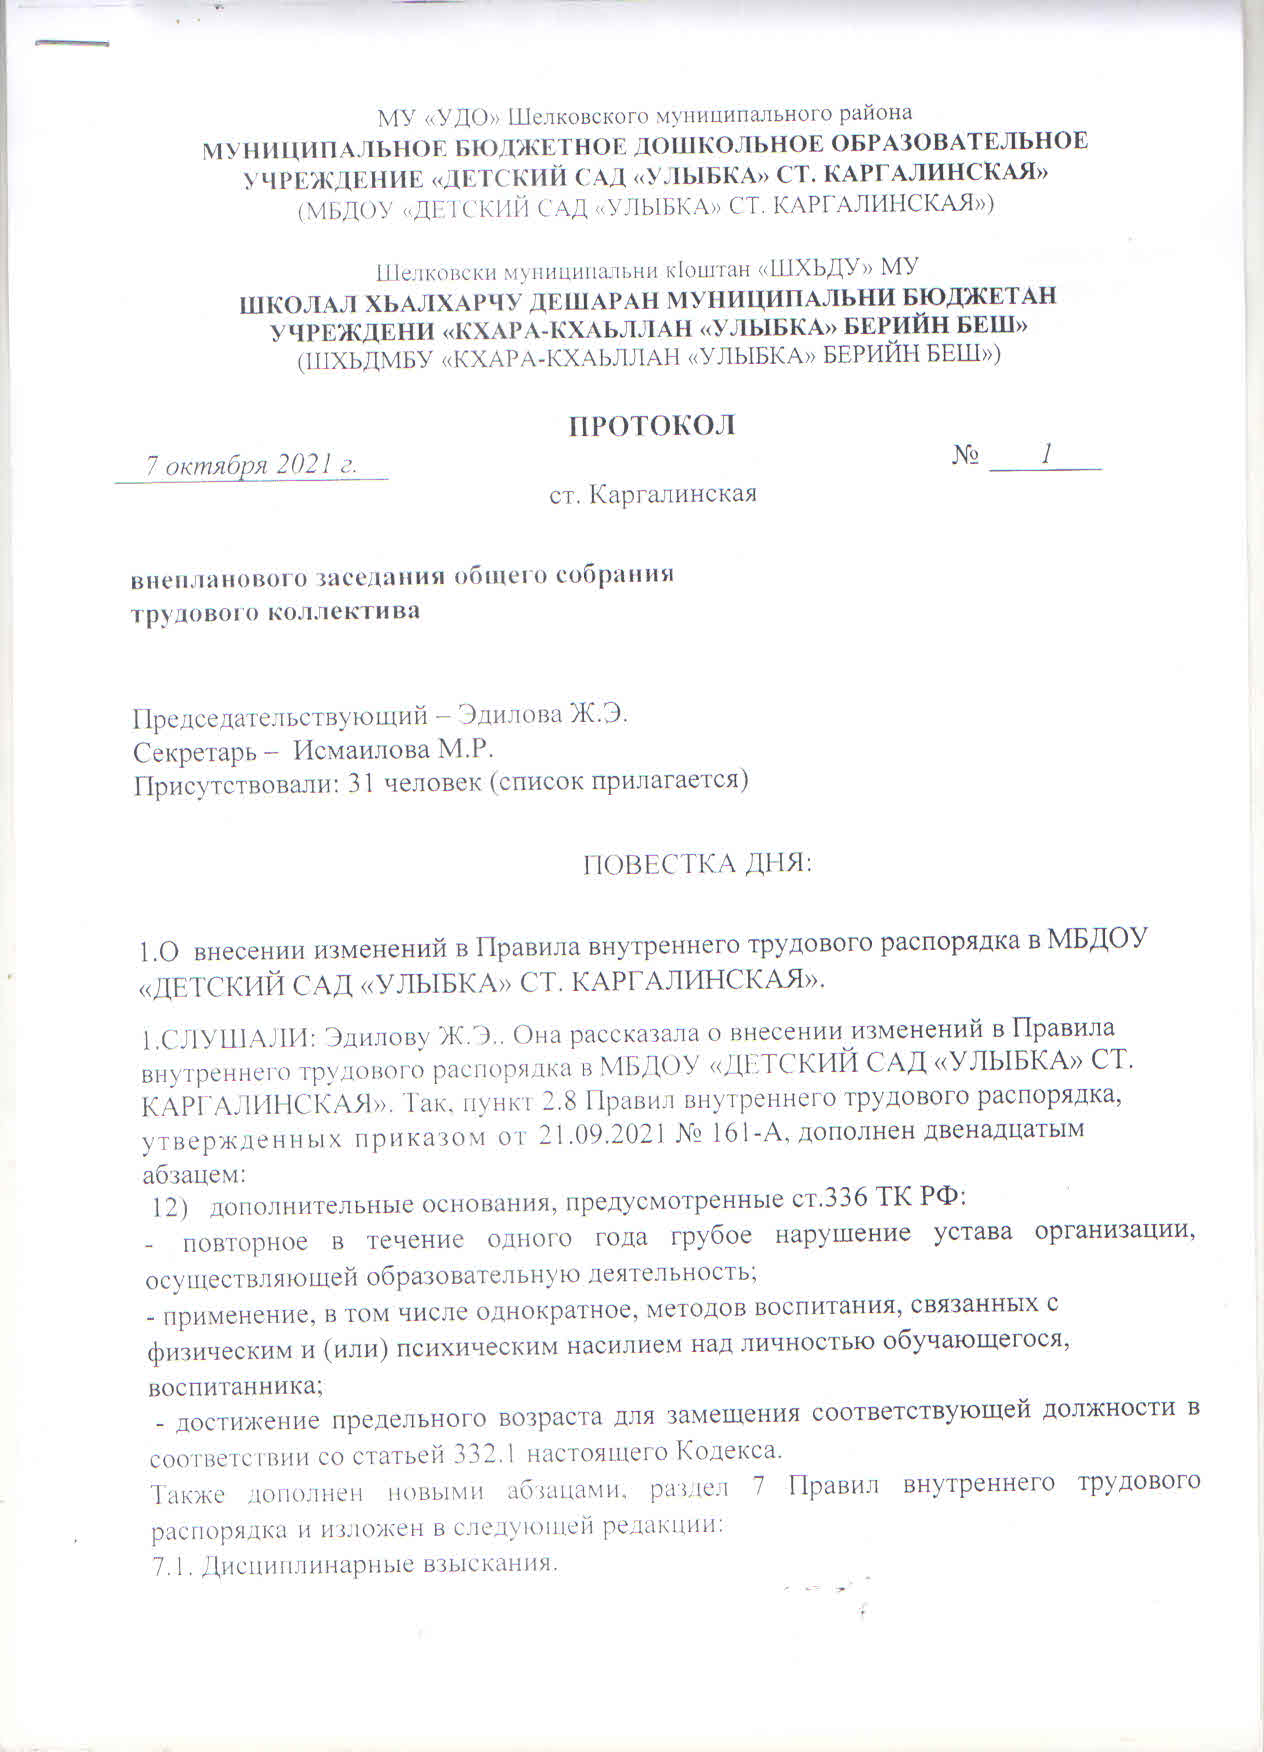 МУ «УДО» Шелковского муниципального района
МУНИЦИПАЛЬНОЕ БЮДЖЕТНОЕ ДОШКОЛЬНОЕ ОБРАЗОВАТЕЛЬНОЕ
УЧРЕЖДЕНИЕ «ДЕТСКИЙ САД «УЛЫБКА» СТ. КАРГАЛИНСКАЯ»
(МБДОУ «ДЕТСКИЙ САД «УЛЫБКА» СТ. КАРГАЛИНСКАЯ»)
Шелковски муниципальни кIоштан «ШХЬДУ» МУ
ШКОЛАЛ ХЬАЛХАРЧУ ДЕШАРАН МУНИЦИПАЛЬНИ БЮДЖЕТАН
УЧРЕЖДЕНИ «КХАРА-КХАЬЛЛАН «УЛЫБКА» БЕРИЙН БЕШ»
(ШХЬДМБУ «КХАРА-КХАЬЛЛАН «УЛЫБКА» БЕРИЙН БЕШ»)
ПРОТОКОЛ
7 октября 2021 г. № 1
ст. Каргалинская
внепланового заседания общего собрания
трудового коллектива
Председательствующий – Эдилова Ж.Э.
Секретарь – Исмаилова М.Р.
Присутствовали: 31 человек (список прилагается)
ПОВЕСТКА ДНЯ:
1.О внесении изменений в Правила внутреннего трудового распорядка в МБДОУ
«ДЕТСКИЙ САД «УЛЫБКА» СТ. КАРГАЛИНСКАЯ».
1.СЛУШАЛИ: Эдилову Ж.Э.. Она рассказала о внесении изменений в Правила
внутреннего трудового распорядка в МБДОУ «ДЕТСКИЙ САД «УЛЫБКА» СТ.
КАРГАЛИНСКАЯ». Так, пункт 2.8 Правил внутреннего трудового распорядка,
утвержденных приказом от 21.09.2021 № 161-А, дополнен двенадцатым
абзацем:
12) дополнительные основания, предусмотренные ст.336 ТК РФ:
- повторное в течение одного года грубое нарушение устава организации,
осуществляющей образовательную деятельность;
- применение, в том числе однократное, методов воспитания, связанных с
физическим и (или) психическим насилием над личностью обучающегося,
воспитанника;
- достижение предельного возраста для замещения соответствующей должности в
соответствии со статьей 332.1 настоящего Кодекса.
Также дополнен новыми абзацами, раздел 7 Правил внутреннего трудового
распорядка и изложен в следующей редакции:
7.1. Дисциплинарные взыскания.